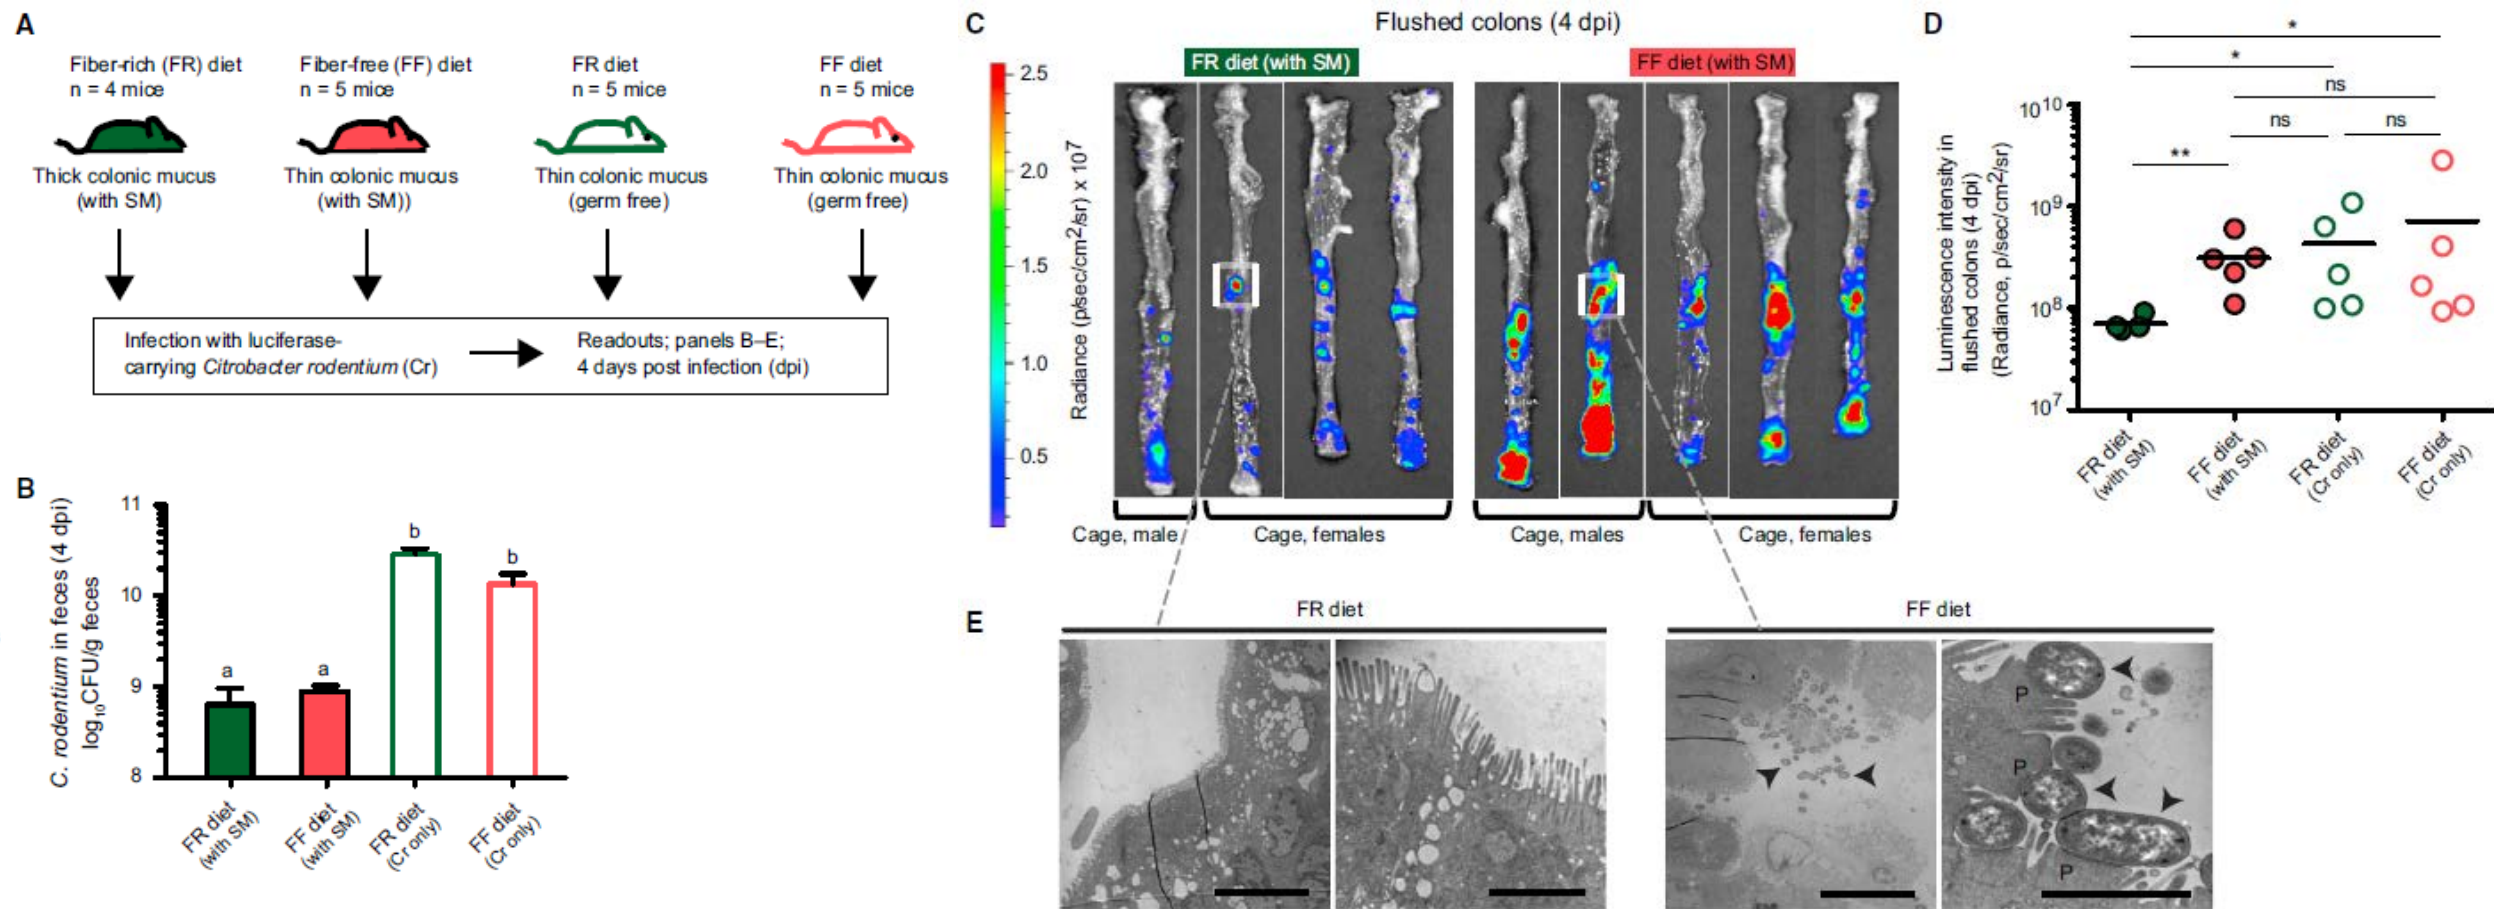 A
Fiber-rich (FR) diet
n = 4 mice
Thick colonic mucus
(with SM)
Fiber-free (FF) diet
n = 5 mice
Thin colonic mucus
(with SM))
FR diet
n = 5 mice
Thin colonic mucus
(germ free)
FF diet
n = 5 mice
Thin colonic mucus
(germ free)
Infection with luciferase-
carrying Citrobacter rodentium (Cr)
Readouts; panels B–E;
4 days post infection (dpi)
B
C. rodentium in feces (4 dpi)
log10CFU/g feces
11
10
9
8
a
a
b
b
FR diet
(with SM)
FF diet
(with SM)
FR diet
(Cr only)
FF diet
(Cr only)
C
Flushed colons (4 dpi)
FR diet (with SM)
FF diet (with SM)
2.5
2.0
1.5
1.0
0.5
Radiance (p/sec/cm²/sr) x 10⁷
Cage, male
Cage, females
Cage, males
Cage, females
D
Luminescence intensity in
flushed colons (4 dpi)
(Radiance, p/sec/cm²/sr)
10¹⁰
10⁹
10⁸
10⁷
*
*
ns
ns
ns
**
FR diet
(with SM)
FF diet
(with SM)
FR diet
(Cr only)
FF diet
(Cr only)
E
FR diet
FF diet
P
P
P